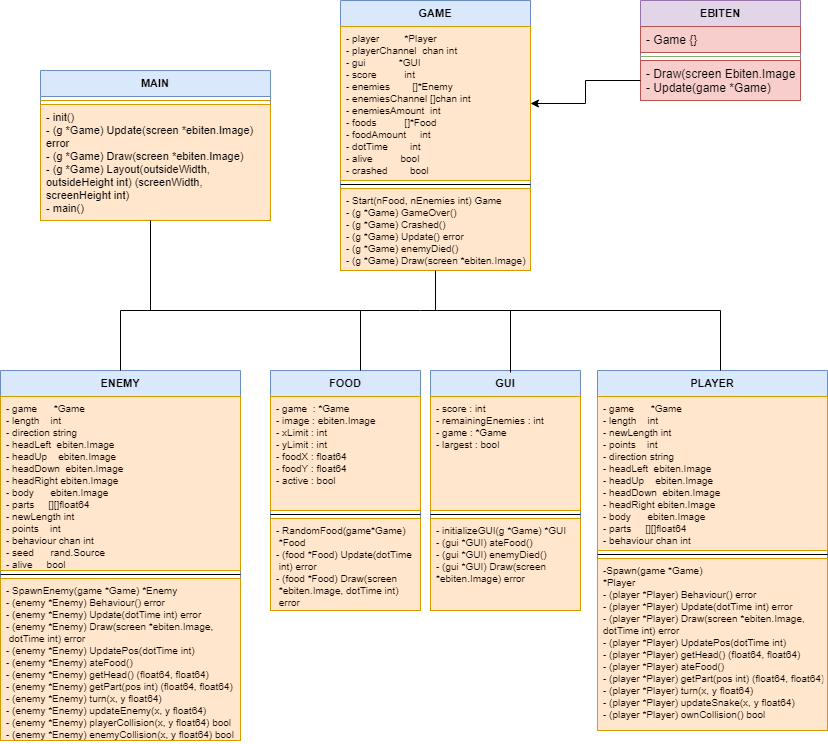 MAIN
- init()
- (g *Game) Update(screen *ebiten.Image)
error
- (g *Game) Draw(screen *ebiten.Image)
- (g *Game) Layout(outsideWidth,
outsideHeight int) (screenWidth,
screenHeight int)
- main()
GAME
- player *Player
- playerChannel chan int
- gui *GUI
- score int
- enemies []*Enemy
- enemiesChannel []chan int
- enemiesAmount int
- foods []*Food
- foodAmount int
- dotTime int
- alive bool
- crashed bool
- Start(nFood, nEnemies int) Game
- (g *Game) GameOver()
- (g *Game) Crashed()
- (g *Game) Update() error
- (g *Game) enemyDied()
- (g *Game) Draw(screen *ebiten.Image)
EBITEN
- Game {}
- Draw(screen Ebiten.Image
- Update(game *Game)
ENEMY
- game *Game
- length int
- direction string
- headLeft ebiten.Image
- headUp ebiten.Image
- headDown ebiten.Image
- headRight ebiten.Image
- body ebiten.Image
- parts [][]float64
- newLength int
- points int
- behaviour chan int
- seed rand.Source
- alive bool
- SpawnEnemy(game *Game) *Enemy
- (enemy *Enemy) Behaviour() error
- (enemy *Enemy) Update(dotTime int) error
- (enemy *Enemy) Draw(screen *ebiten.Image,
dotTime int) error
- (enemy *Enemy) UpdatePos(dotTime int)
- (enemy *Enemy) ateFood()
- (enemy *Enemy) getHead() (float64, float64)
- (enemy *Enemy) getPart(pos int) (float64, float64)
- (enemy *Enemy) turn(x, y float64)
- (enemy *Enemy) updateEnemy(x, y float64)
- (enemy *Enemy) playerCollision(x, y float64) bool
- (enemy *Enemy) enemyCollision(x, y float64) bool
FOOD
- game : *Game
- image : ebiten.Image
- xLimit : int
- yLimit : int
- foodX : float64
- foodY : float64
- active : bool
- RandomFood(game*Game)
*Food
- (food *Food) Update(dotTime
int) error
- (food *Food) Draw(screen
*ebiten.Image, dotTime int)
error
GUI
- score : int
- remainingEnemies : int
- game : *Game
- largest : bool
- initializeGUI(g *Game) *GUI
- (gui *GUI) ateFood()
- (gui *GUI) enemyDied()
- (gui *GUI) Draw(screen
*ebiten.Image) error
PLAYER
- game *Game
- length int
- newLength int
- points int
- direction string
- headLeft ebiten.Image
- headUp ebiten.Image
- headDown ebiten.Image
- headRight ebiten.Image
- body ebiten.Image
- parts [][]float64
- behaviour chan int
-Spawn(game *Game)
*Player
- (player *Player) Behaviour() error
- (player *Player) Update(dotTime int) error
- (player *Player) Draw(screen *ebiten.Image,
dotTime int) error
- (player *Player) UpdatePos(dotTime int)
- (player *Player) getHead() (float64, float64)
- (player *Player) ateFood()
- (player *Player) getPart(pos int) (float64, float64)
- (player *Player) turn(x, y float64)
- (player *Player) updateSnake(x, y float64)
- (player *Player) ownCollision() bool